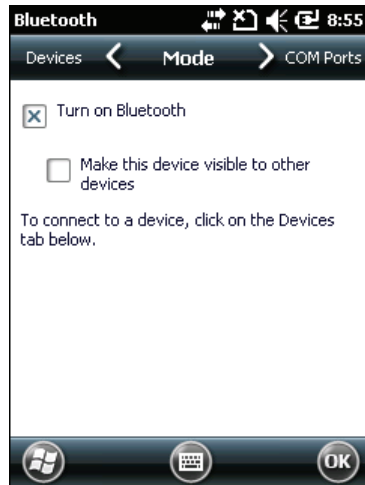 Bluetooth 8:55
Devices Mode COM Ports
Turn on Bluetooth
Make this device visible to other
devices
To connect to a device, click on the Devices
tab below.
OK